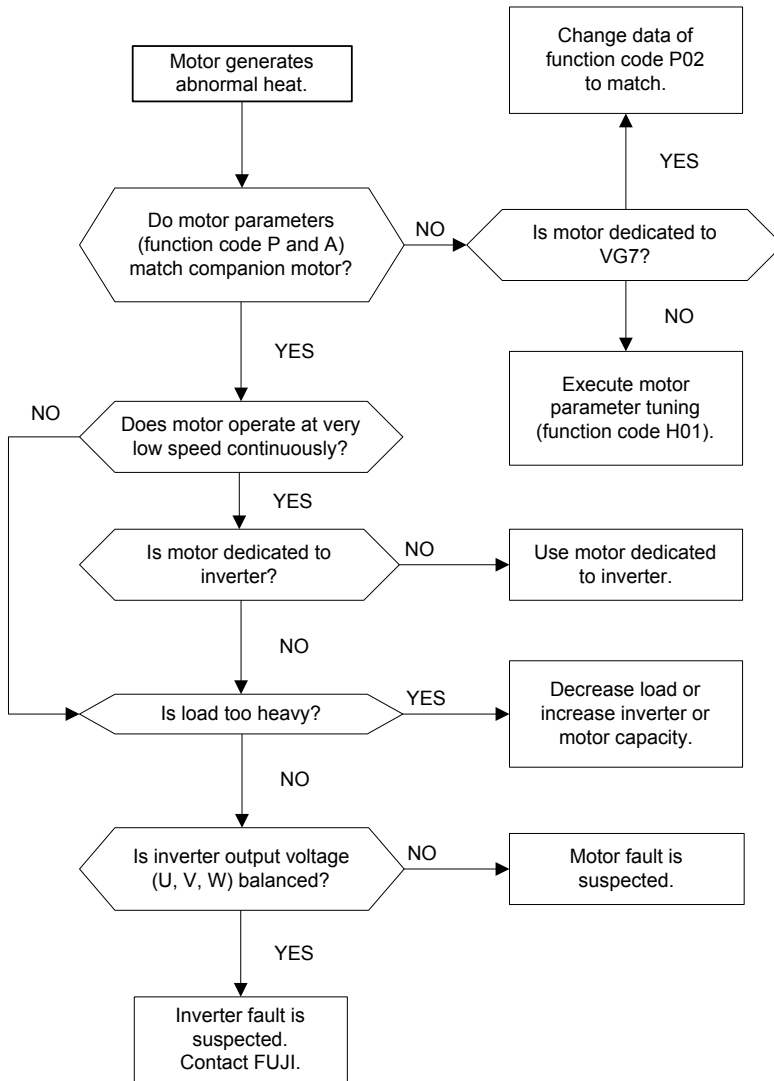 Motor generates
abnormal heat.
Change data of
function code P02
to match.
YES
Do motor parameters
(function code P and A)
match companion motor?
NO
Is motor dedicated to
VG7?
NO
YES
Execute motor
parameter tuning
(function code H01).
NO
Does motor operate at very
low speed continuously?
YES
Is motor dedicated to
inverter?
NO
Use motor dedicated
to inverter.
NO
Is load too heavy?
YES
Decrease load or
increase inverter or
motor capacity.
NO
Is inverter output voltage
(U, V, W) balanced?
NO
Motor fault is
suspected.
YES
Inverter fault is
suspected.
Contact FUJI.